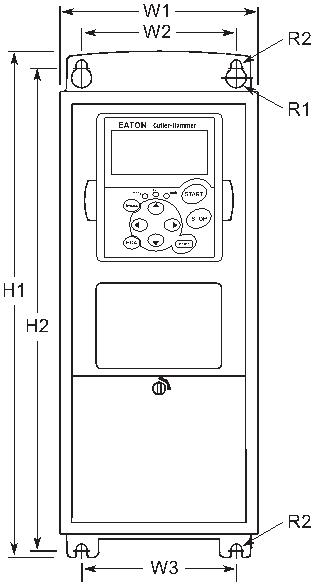 W1
W2
R2
R1
EATON Cutler-Hammer
START
STOP
H1
H2
R2
W3